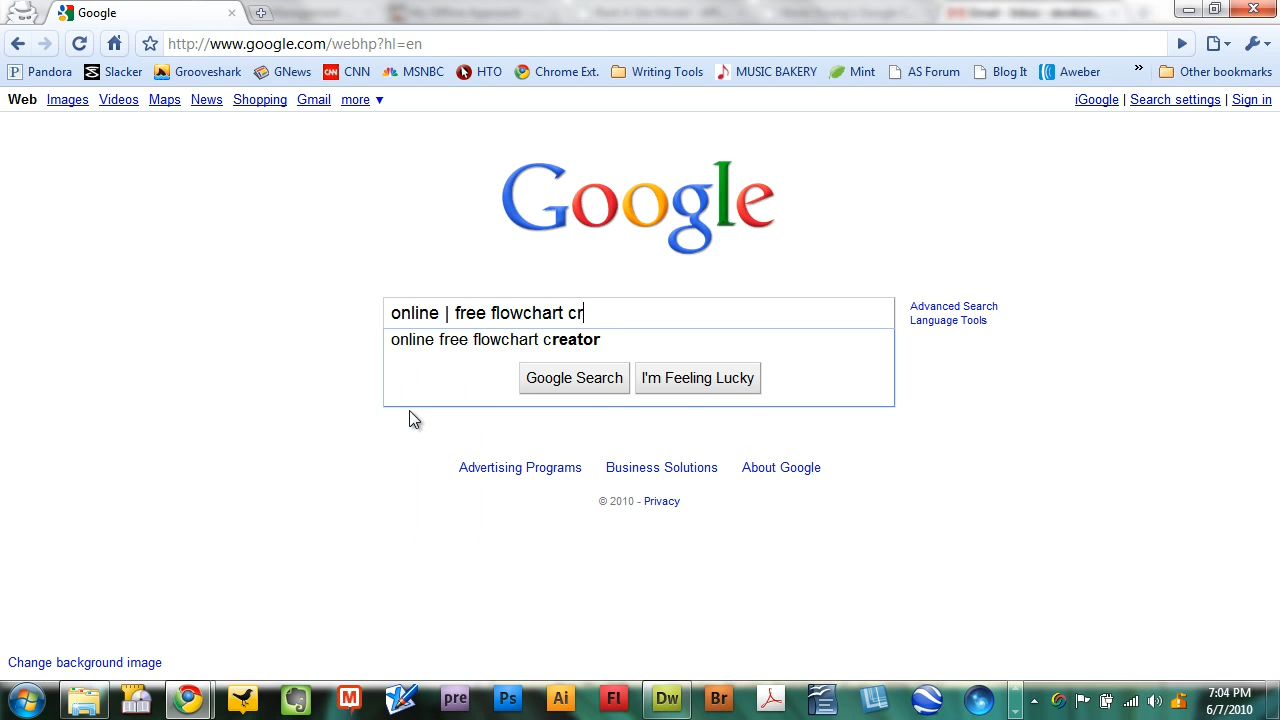 Google
http://www.google.com/webhp?hl=en
Pandora Slacker Grooveshark GNews CNN MSNBC HTO Chrome Ext. Writing Tools MUSIC BAKERY Mint AS Forum Blog It Aweber » Other bookmarks
Web Images Videos Maps News Shopping Gmail more ▼ iGoogle | Search settings | Sign in
Google
online | free flowchart cr
Advanced Search
online free flowchart creator
Language Tools
Google Search I'm Feeling Lucky
Advertising Programs Business Solutions About Google
© 2010 - Privacy
Change background image
pre Ps Ai Fl Dw Br
7:04 PM
6/7/2010